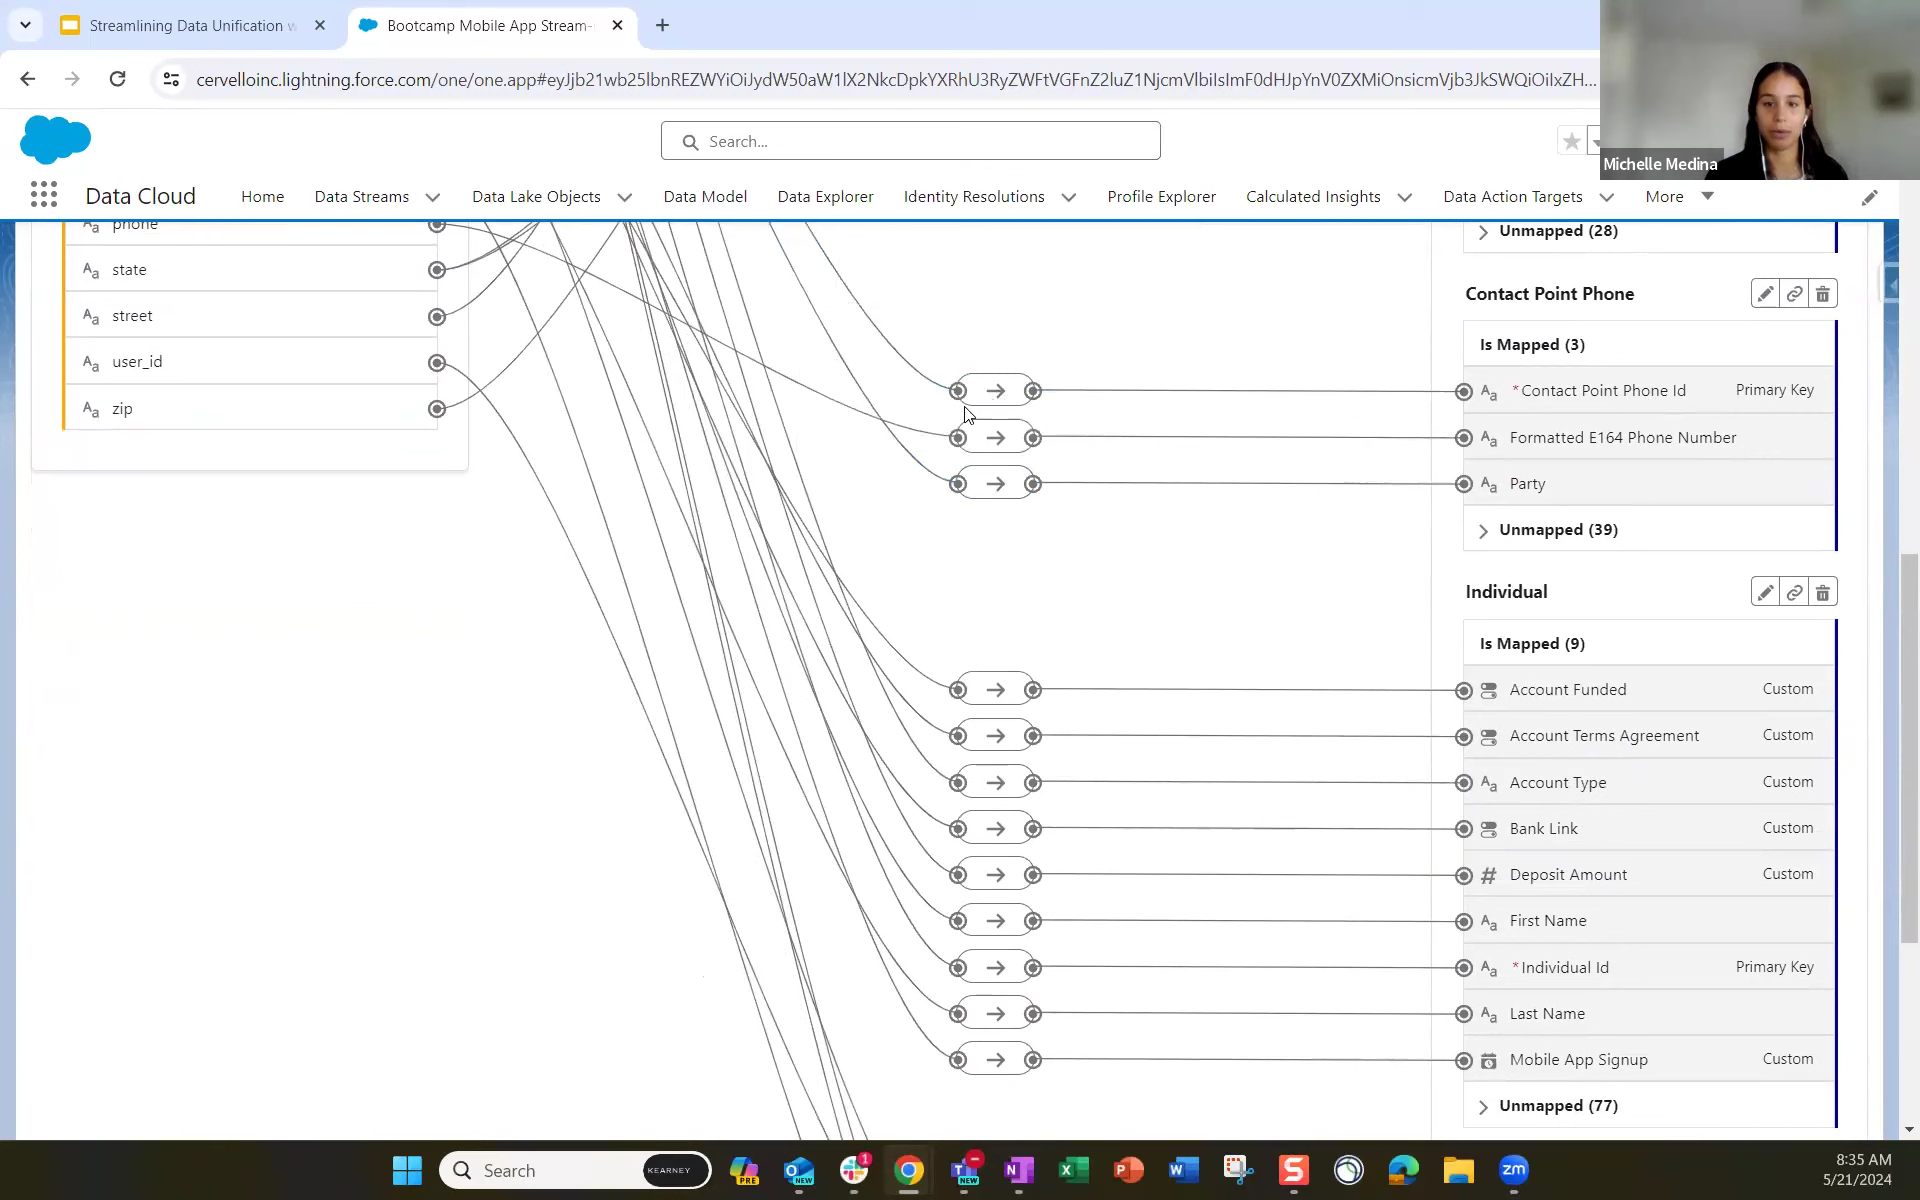 Streamlining Data Unification w
Bootcamp Mobile App Stream-
cervelloinc.lightning.force.com/one/one.app#eyJjb21wb25lbnREZWYiOiJydW50aW1lX2NkcDpkYXRhU3RyZWFtVGFnZ2luZ1NjcmVlbiIsImF0dHJpYnV0ZXMiOnsicmVjb3JkSWQiOiIxZH...
Michelle Medina
Search...
Data Cloud
Home
Data Streams
Data Lake Objects
Data Model
Data Explorer
Identity Resolutions
Profile Explorer
Calculated Insights
Data Action Targets
More
phone
state
street
user_id
zip
Unmapped (28)
Contact Point Phone
Is Mapped (3)
*Contact Point Phone Id Primary Key
Formatted E164 Phone Number
Party
Unmapped (39)
Individual
Is Mapped (9)
Account Funded Custom
Account Terms Agreement Custom
Account Type Custom
Bank Link Custom
Deposit Amount Custom
First Name
*Individual Id Primary Key
Last Name
Mobile App Signup Custom
Unmapped (77)
Search
KEARNEY
8:35 AM
5/21/2024